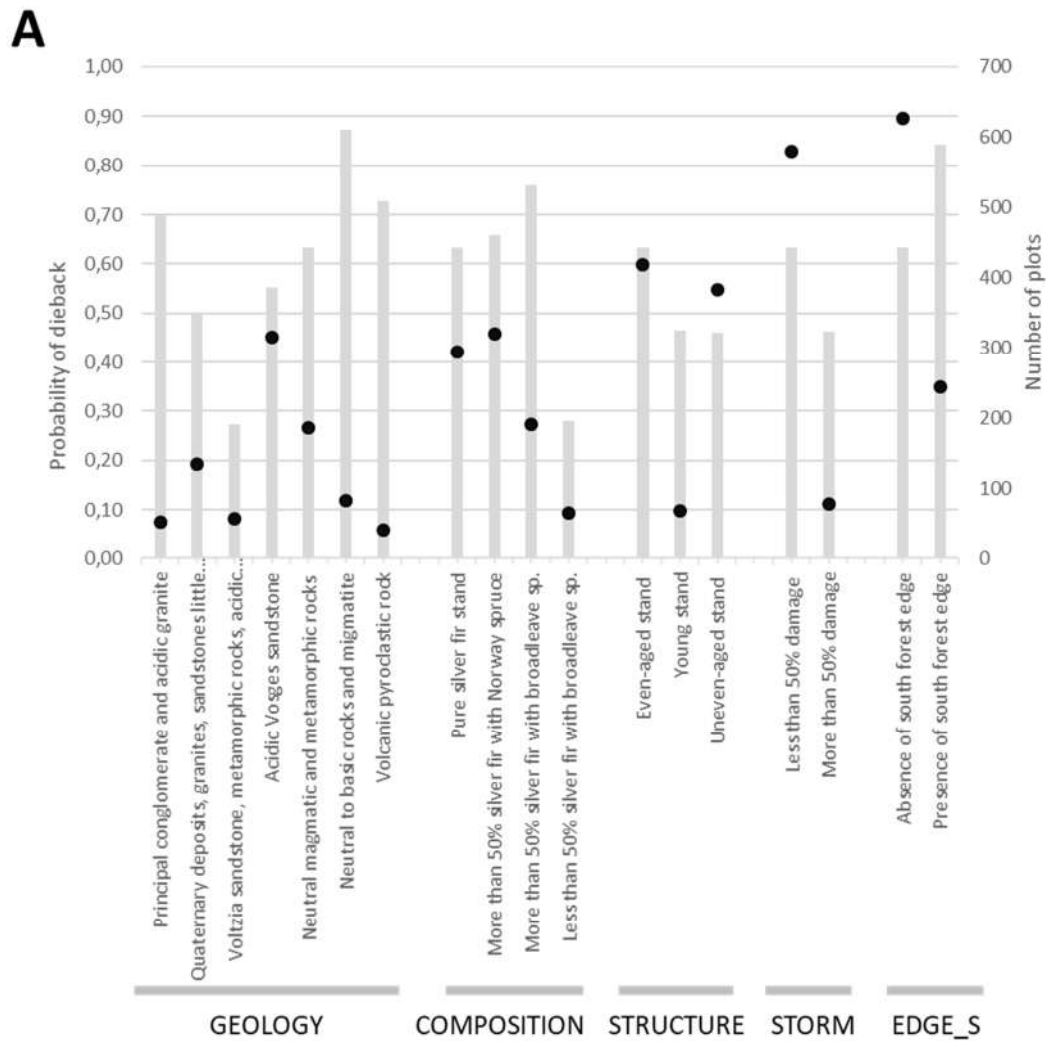 A
1,00
0,90
0,80
0,70
0,60
0,50
0,40
0,30
0,20
0,10
0,00
Probability of dieback
700
600
500
400
300
200
100
0
Number of plots
Principal conglomerate and acidic granite
Quaternary deposits, granites, sandstones little...
Voltzia sandstone, metamorphic rocks, acidic...
Acidic Vosges sandstone
Neutral magmatic and metamorphic rocks
Neutral to basic rocks and migmatite
Volcanic pyroclastic rock
Pure silver fir stand
More than 50% silver fir with Norway spruce
More than 50% silver fir with broadleave sp.
Less than 50% silver fir with broadleave sp.
Even-aged stand
Young stand
Uneven-aged stand
Less than 50% damage
More than 50% damage
Absence of south forest edge
Presence of south forest edge
GEOLOGY
COMPOSITION
STRUCTURE
STORM
EDGE_S